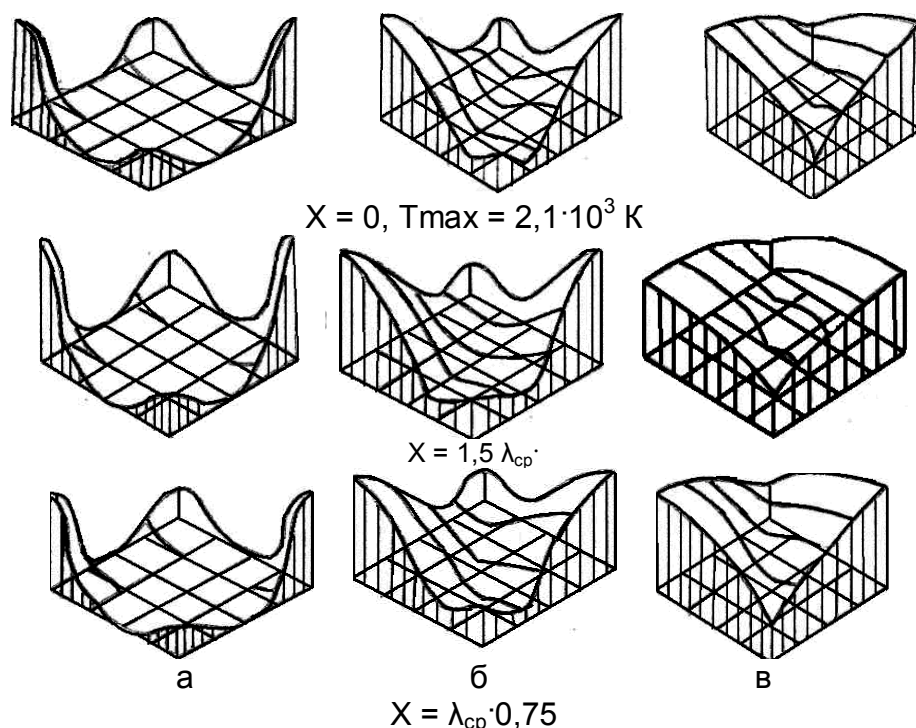 X = 0, Tmax = 2,1·10³ К
X = 1,5 λср·
а б в
X = λср·0,75